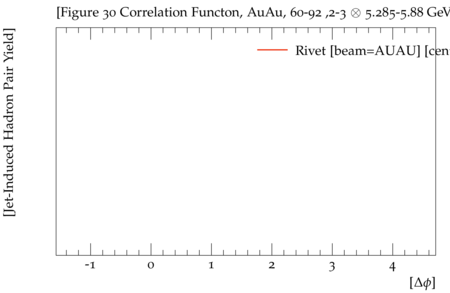 [Figure 30 Correlation Functon, AuAu, 60-92 ,2-3 ⊗ 5.285-5.88 GeV
Rivet [beam=AUAU] [cen
[Jet-Induced Hadron Pair Yield]
-1 0 1 2 3 4
[Δϕ]